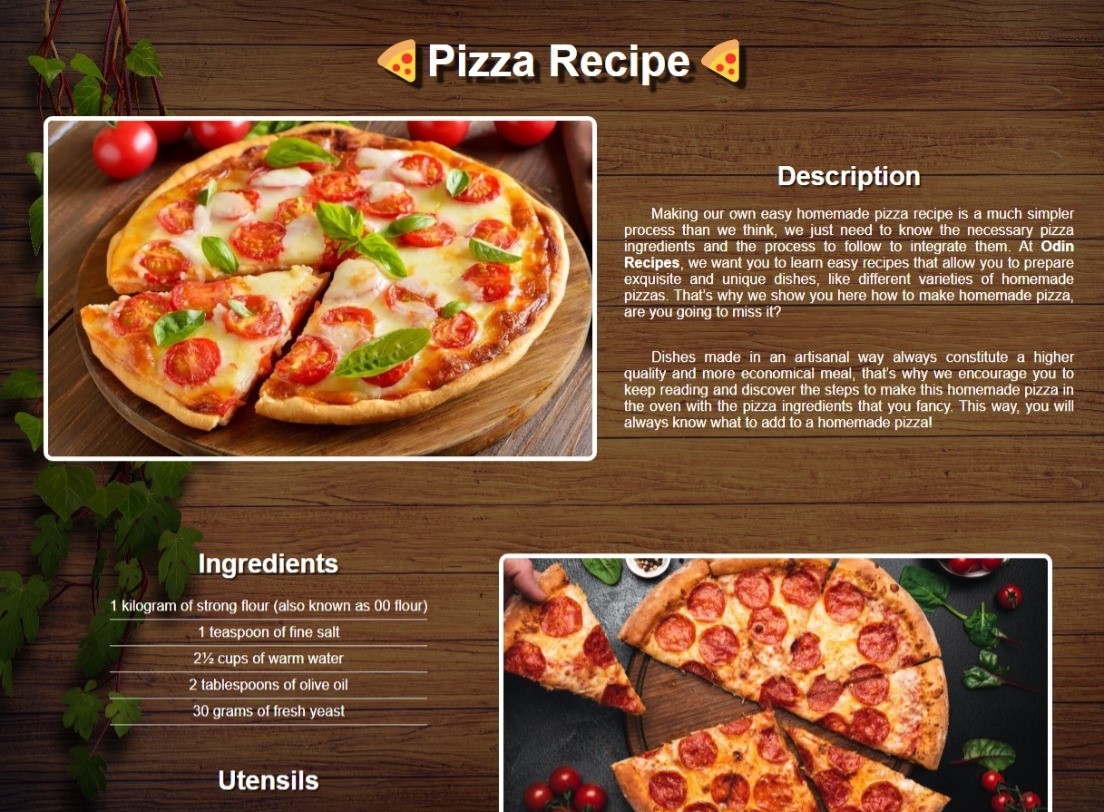 🍕 Pizza Recipe 🍕
Description
Making our own easy homemade pizza recipe is a much simpler
process than we think, we just need to know the necessary pizza
ingredients and the process to follow to integrate them. At Odin
Recipes, we want you to learn easy recipes that allow you to prepare
exquisite and unique dishes, like different varieties of homemade
pizzas. That's why we show you here how to make homemade pizza,
are you going to miss it?
Dishes made in an artisanal way always constitute a higher
quality and more economical meal, that's why we encourage you to
keep reading and discover the steps to make this homemade pizza in
the oven with the pizza ingredients that you fancy. This way, you will
always know what to add to a homemade pizza!
Ingredients
1 kilogram of strong flour (also known as 00 flour)
1 teaspoon of fine salt
2½ cups of warm water
2 tablespoons of olive oil
30 grams of fresh yeast
Utensils